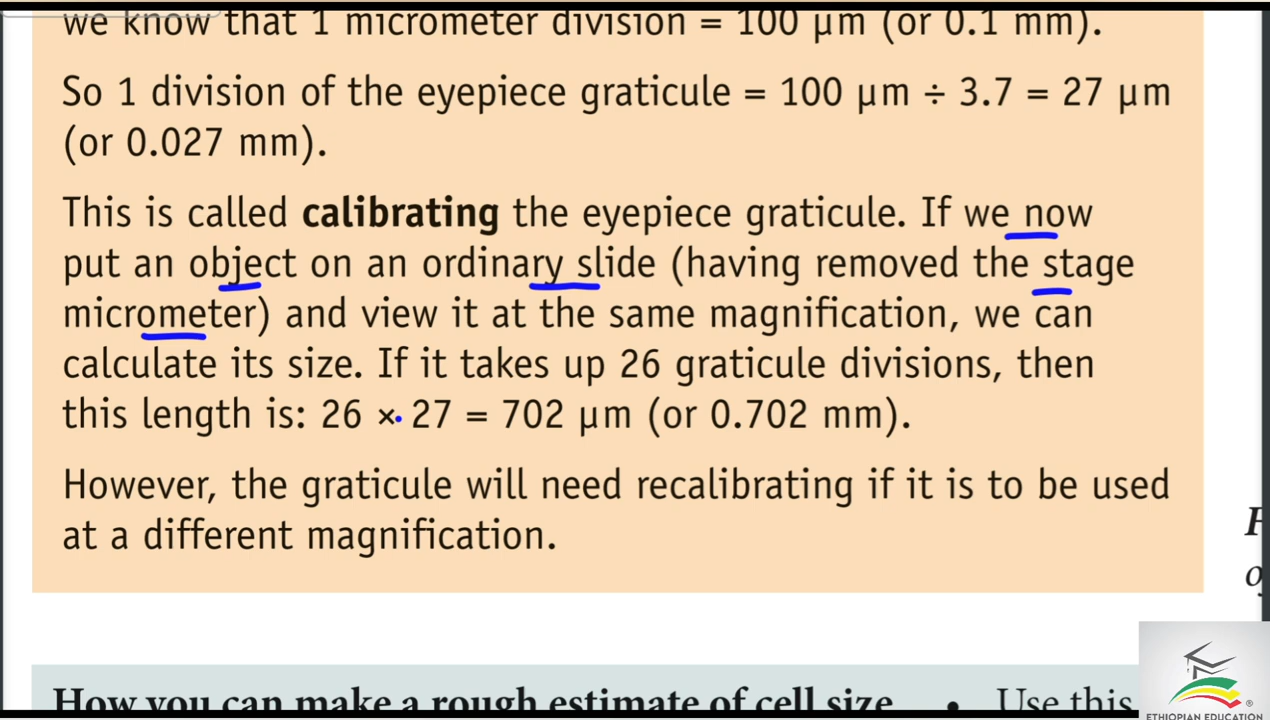 we know that 1 micrometer division = 100 µm (or 0.1 mm).
So 1 division of the eyepiece graticule = 100 µm ÷ 3.7 = 27 µm
(or 0.027 mm).
This is called calibrating the eyepiece graticule. If we now
put an object on an ordinary slide (having removed the stage
micrometer) and view it at the same magnification, we can
calculate its size. If it takes up 26 graticule divisions, then
this length is: 26 × 27 = 702 µm (or 0.702 mm).
However, the graticule will need recalibrating if it is to be used
at a different magnification.
How you can make a rough estimate of cell size
• Use this
ETHIOPIAN EDUCATION
®